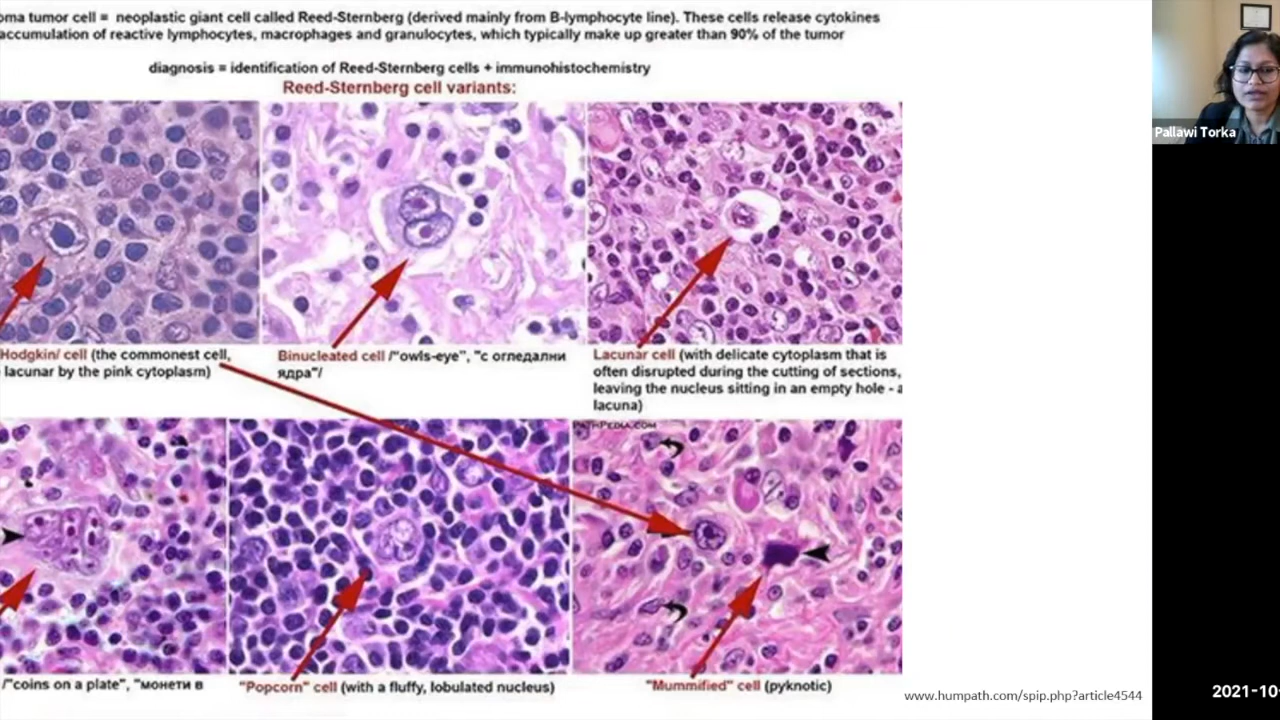 oma tumor cell = neoplastic giant cell called Reed-Sternberg (derived mainly from B-lymphocyte line). These cells release cytokines
accumulation of reactive lymphocytes, macrophages and granulocytes, which typically make up greater than 90% of the tumor
diagnosis = identification of Reed-Sternberg cells + immunohistochemistry
Reed-Sternberg cell variants:
Hodgkin/ cell (the commonest cell,
lacunar by the pink cytoplasm)
Binucleated cell /"owls-eye", "с огледални
ядра"/
Lacunar cell (with delicate cytoplasm that is
often disrupted during the cutting of sections,
leaving the nucleus sitting in an empty hole - a
lacuna)
PATHPEDIA.COM
/"coins on a plate", "монети в
"Popcorn" cell (with a fluffy, lobulated nucleus)
"Mummified" cell (pyknotic)
www.humpath.com/spip.php?article4544
Pallawi Torka
2021-10-